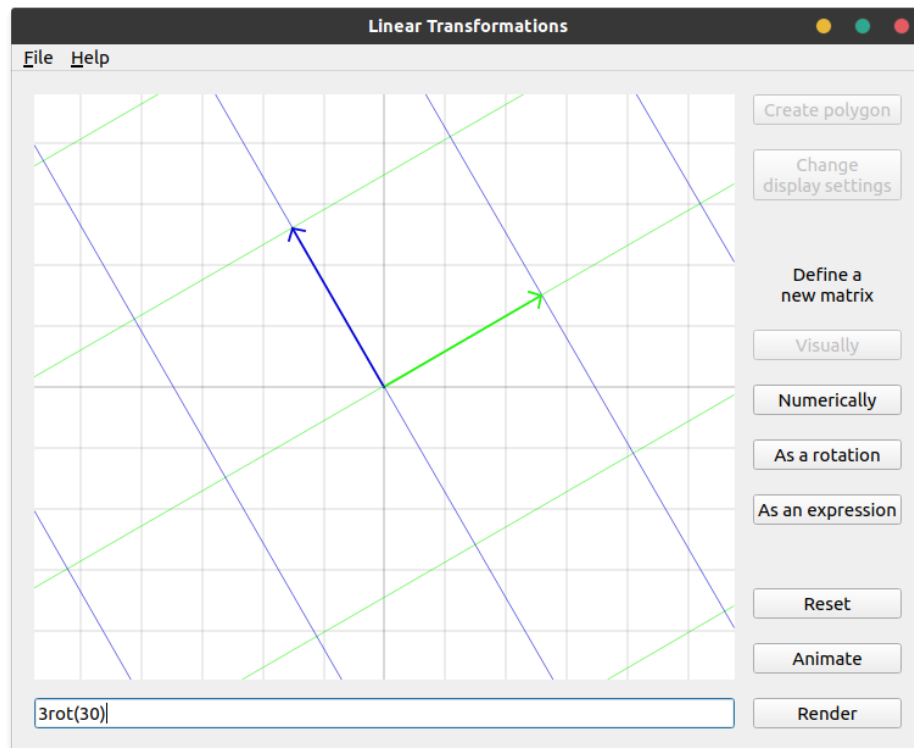 Linear Transformations
File Help
Create polygon
Change
display settings
Define a
new matrix
Visually
Numerically
As a rotation
As an expression
Reset
Animate
3rot(30)
Render